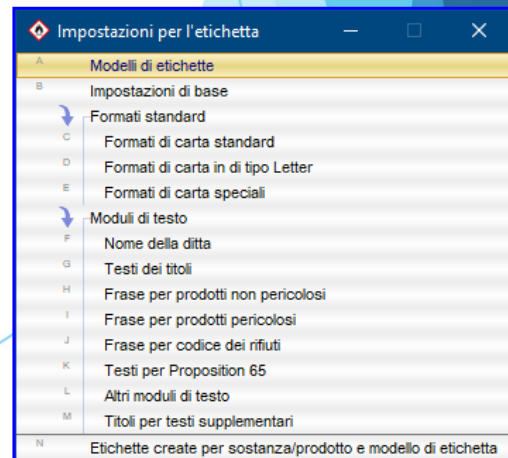 Impostazioni per l'etichetta
A Modelli di etichette
B Impostazioni di base
Formati standard
C Formati di carta standard
D Formati di carta in di tipo Letter
E Formati di carta speciali
Moduli di testo
F Nome della ditta
G Testi dei titoli
H Frase per prodotti non pericolosi
I Frase per prodotti pericolosi
J Frase per codice dei rifiuti
K Testi per Proposition 65
L Altri moduli di testo
M Titoli per testi supplementari
N Etichette create per sostanza/prodotto e modello di etichetta